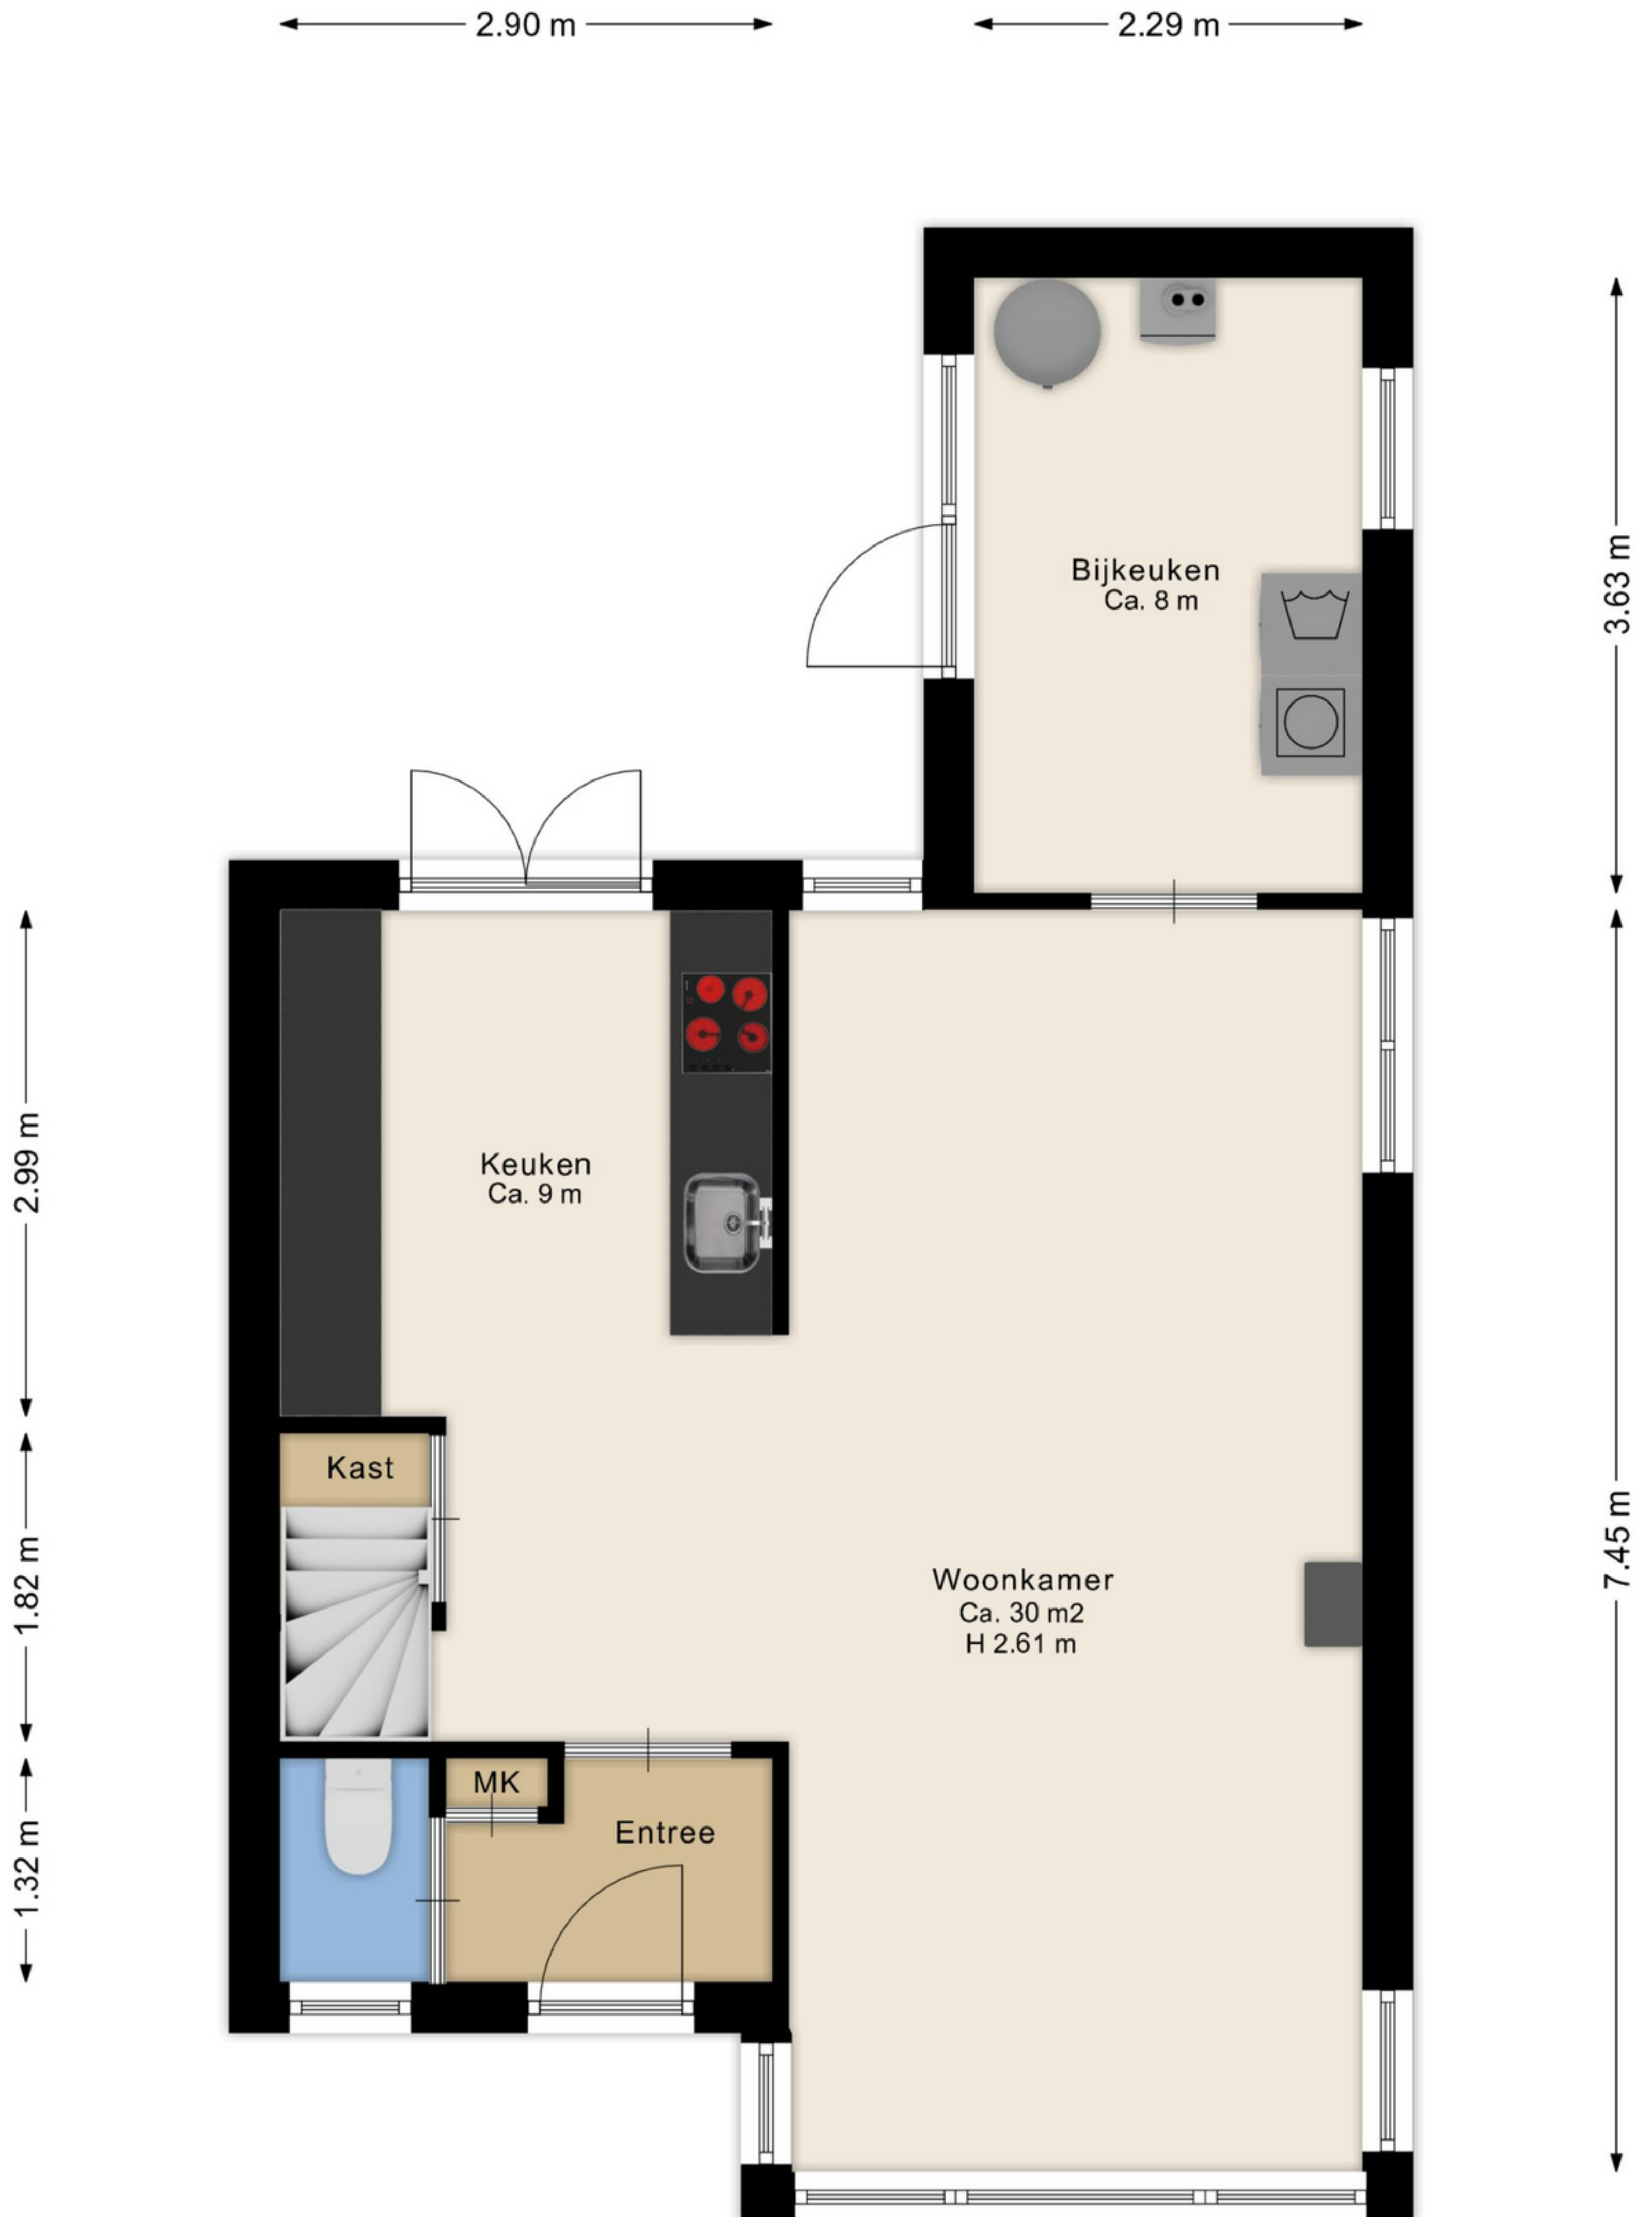 2.90 m
2.29 m
Bijkeuken
Ca. 8 m
3.63 m
Keuken
Ca. 9 m
2.99 m
Kast
1.82 m
Woonkamer
Ca. 30 m2
H 2.61 m
7.45 m
MK
Entree
1.32 m